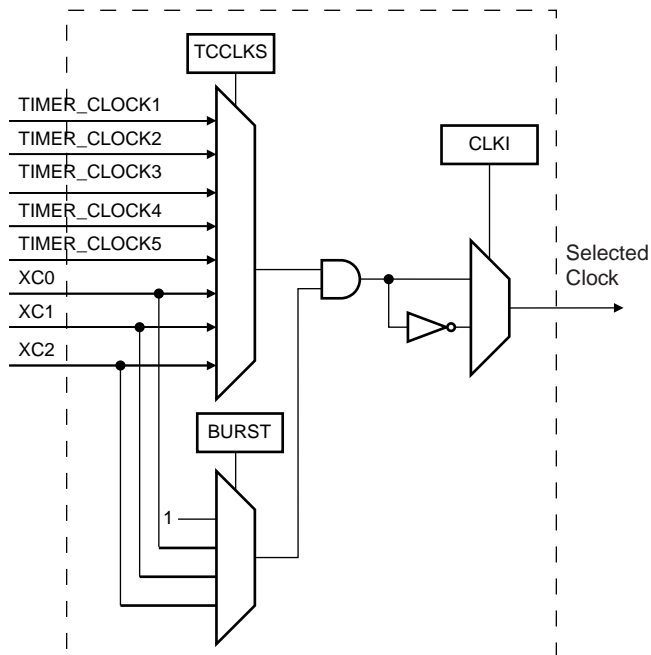 TCCLKS
TIMER_CLOCK1
TIMER_CLOCK2
TIMER_CLOCK3
TIMER_CLOCK4
TIMER_CLOCK5
XC0
XC1
XC2
CLKI
Selected
Clock
BURST
1